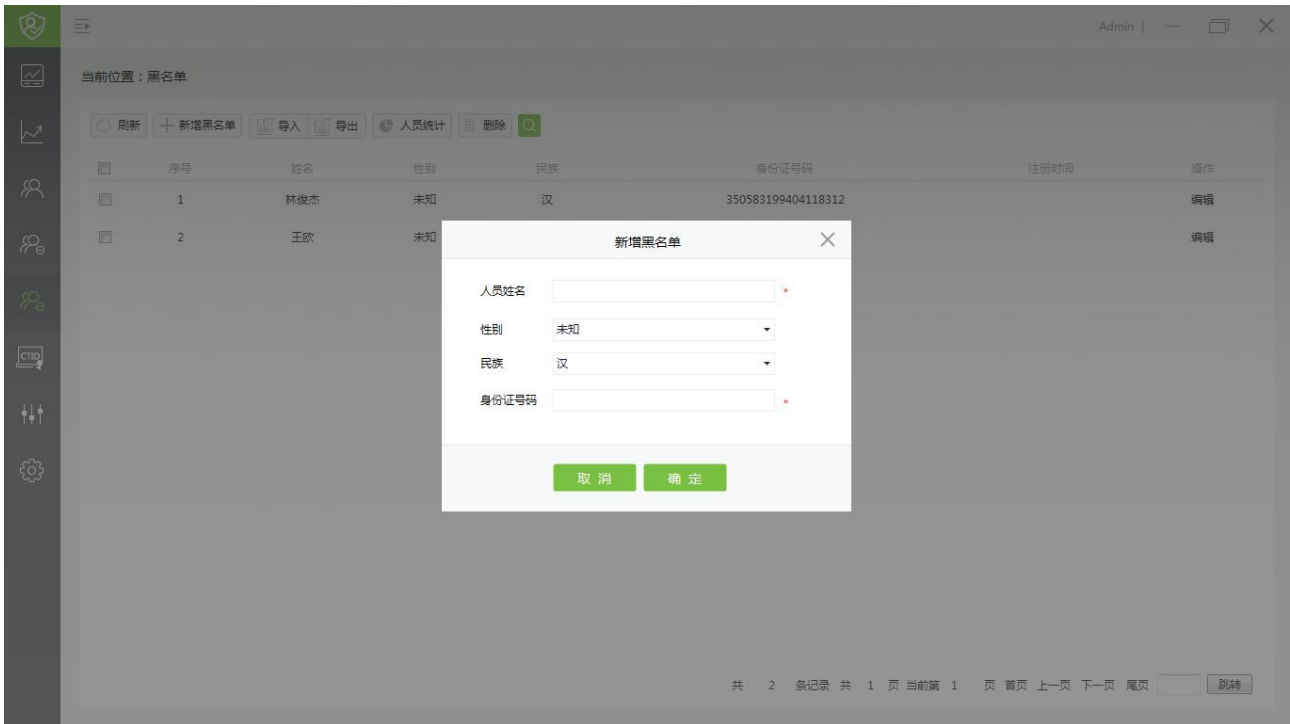 Admin |
当前位置：黑名单
刷新 新增黑名单 导入 导出 人员统计 删除
序号 姓名 性别 民族 身份证号码 注册时间 操作
1 林俊杰 未知 汉 350583199404118312 编辑
2 王欧 未知 编辑
新增黑名单
人员姓名 *
性别 未知
民族 汉
身份证号码 *
CTID
取消 确定
共 2 条记录 共 1 页 当前第 1 页 首页 上一页 下一页 尾页 跳转